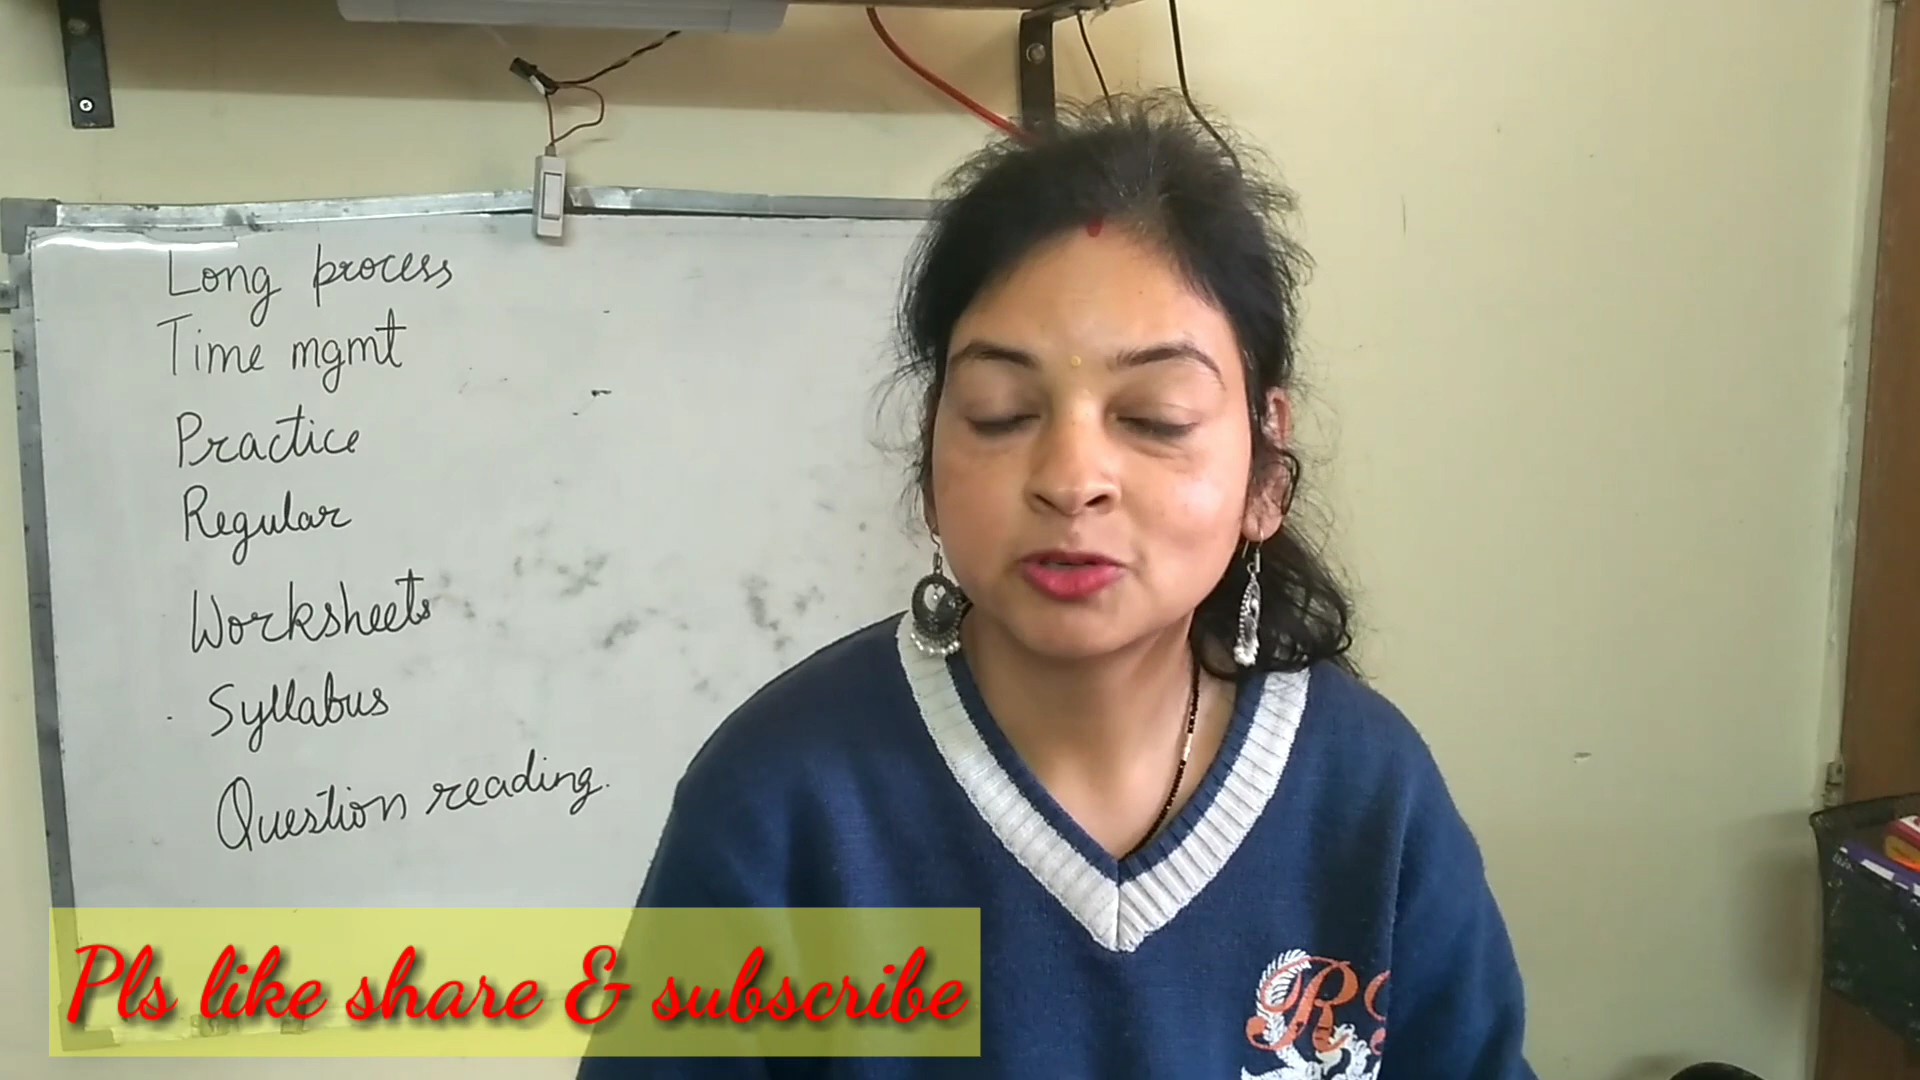 Long process
Time mgmt
Practice
Regular
Worksheets
Syllabus
Question reading.
Pls like share & subscribe
R